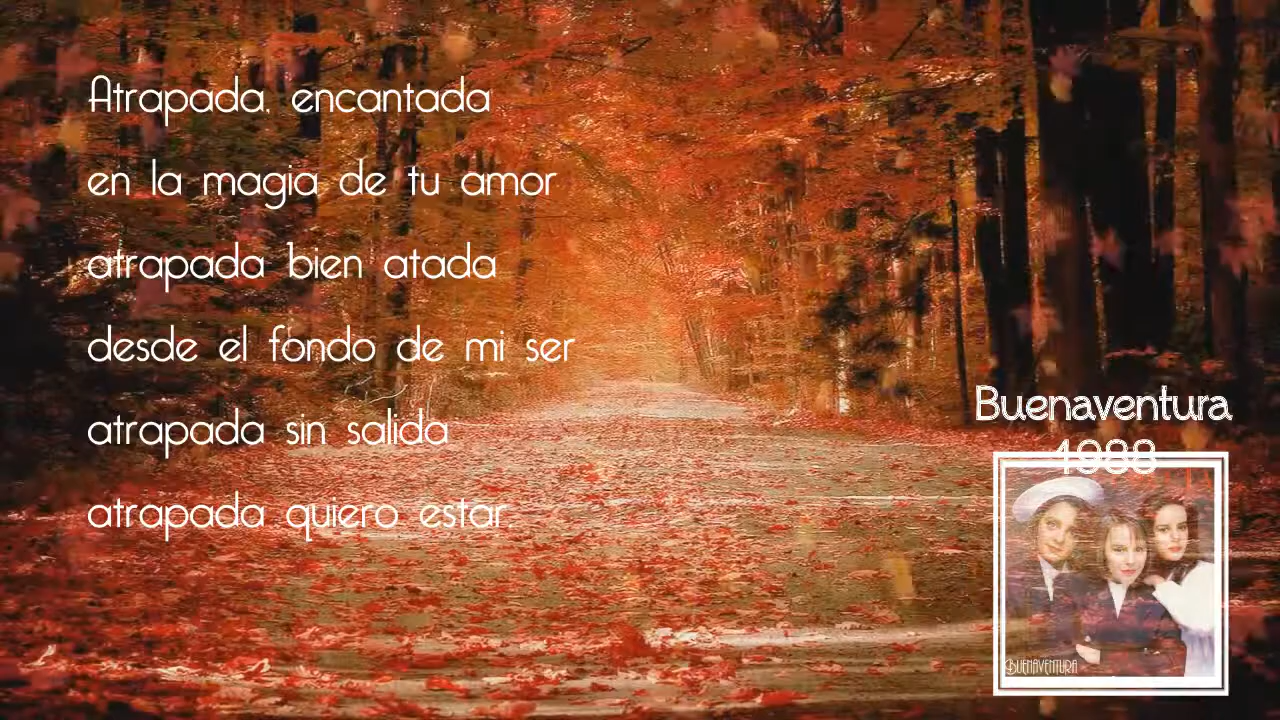 Atrapada, encantada
en la magia de tu amor
atrapada bien atada
desde el fondo de mi ser
atrapada sin salida
atrapada quiero estar.
Buenaventura
1988
BUENAVENTURA